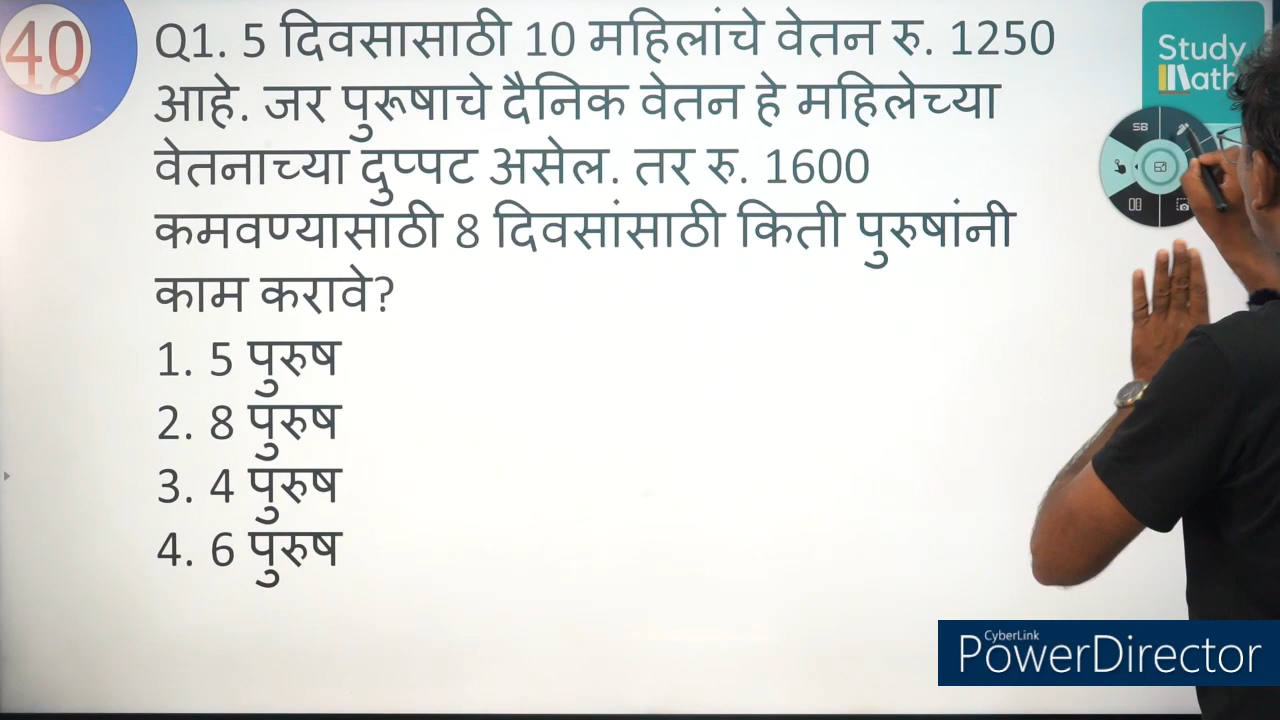 40
Q1. 5 दिवसासाठी 10 महिलांचे वेतन रु. 1250
आहे. जर पुरूषाचे दैनिक वेतन हे महिलेच्या
वेतनाच्या दुप्पट असेल. तर रु. 1600
कमवण्यासाठी 8 दिवसांसाठी किती पुरुषांनी
काम करावे?
1. 5 पुरुष
2. 8 पुरुष
3. 4 पुरुष
4. 6 पुरुष
Study
Math
SB
CyberLink
PowerDirector